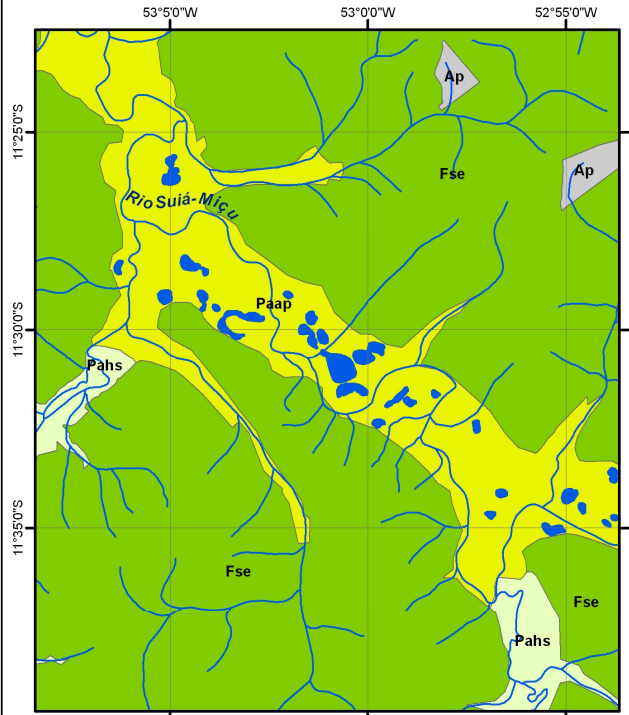 53°5'0"W 53°0'0"W 52°55'0"W
11°25'0"S
11°30'0"S
11°35'0"S
Ap
Fse
Ap
Rio Suiá-Miçu
Paap
Pahs
Fse
Fse
Pahs